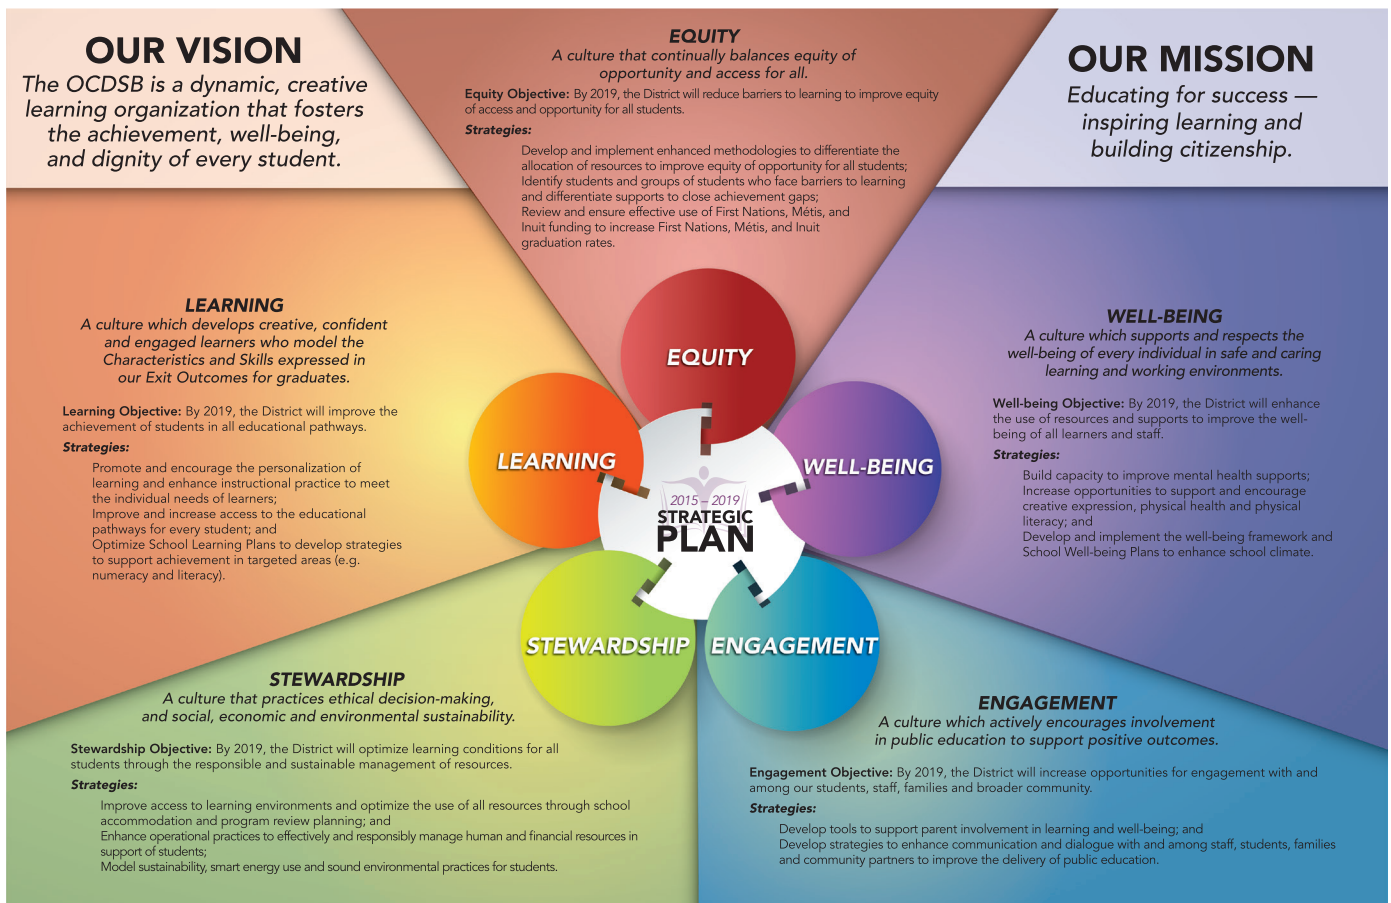 OUR VISION
The OCDSB is a dynamic, creative
learning organization that fosters
the achievement, well-being,
and dignity of every student.
EQUITY
A culture that continually balances equity of
opportunity and access for all.
Equity Objective: By 2019, the District will reduce barriers to learning to improve equity
of access and opportunity for all students.
Strategies:
Develop and implement enhanced methodologies to differentiate the
allocation of resources to improve equity of opportunity for all students;
Identify students and groups of students who face barriers to learning
and differentiate supports to close achievement gaps;
Review and ensure effective use of First Nations, Métis, and
Inuit funding to increase First Nations, Métis, and Inuit
graduation rates.
OUR MISSION
Educating for success —
inspiring learning and
building citizenship.
LEARNING
A culture which develops creative, confident
and engaged learners who model the
Characteristics and Skills expressed in
our Exit Outcomes for graduates.
Learning Objective: By 2019, the District will improve the
achievement of students in all educational pathways.
Strategies:
Promote and encourage the personalization of
learning and enhance instructional practice to meet
the individual needs of learners;
Improve and increase access to the educational
pathways for every student; and
Optimize School Learning Plans to develop strategies
to support achievement in targeted areas (e.g.
numeracy and literacy).
EQUITY
LEARNING
WELL-BEING
2015 – 2019
STRATEGIC
PLAN
STEWARDSHIP
ENGAGEMENT
WELL-BEING
A culture which supports and respects the
well-being of every individual in safe and caring
learning and working environments.
Well-being Objective: By 2019, the District will enhance
the use of resources and supports to improve the well-
being of all learners and staff.
Strategies:
Build capacity to improve mental health supports;
Increase opportunities to support and encourage
creative expression, physical health and physical
literacy; and
Develop and implement the well-being framework and
School Well-being Plans to enhance school climate.
STEWARDSHIP
A culture that practices ethical decision-making,
and social, economic and environmental sustainability.
Stewardship Objective: By 2019, the District will optimize learning conditions for all
students through the responsible and sustainable management of resources.
Strategies:
Improve access to learning environments and optimize the use of all resources through school
accommodation and program review planning; and
Enhance operational practices to effectively and responsibly manage human and financial resources in
support of students;
Model sustainability, smart energy use and sound environmental practices for students.
ENGAGEMENT
A culture which actively encourages involvement
in public education to support positive outcomes.
Engagement Objective: By 2019, the District will increase opportunities for engagement with and
among our students, staff, families and broader community.
Strategies:
Develop tools to support parent involvement in learning and well-being; and
Develop strategies to enhance communication and dialogue with and among staff, students, families
and community partners to improve the delivery of public education.